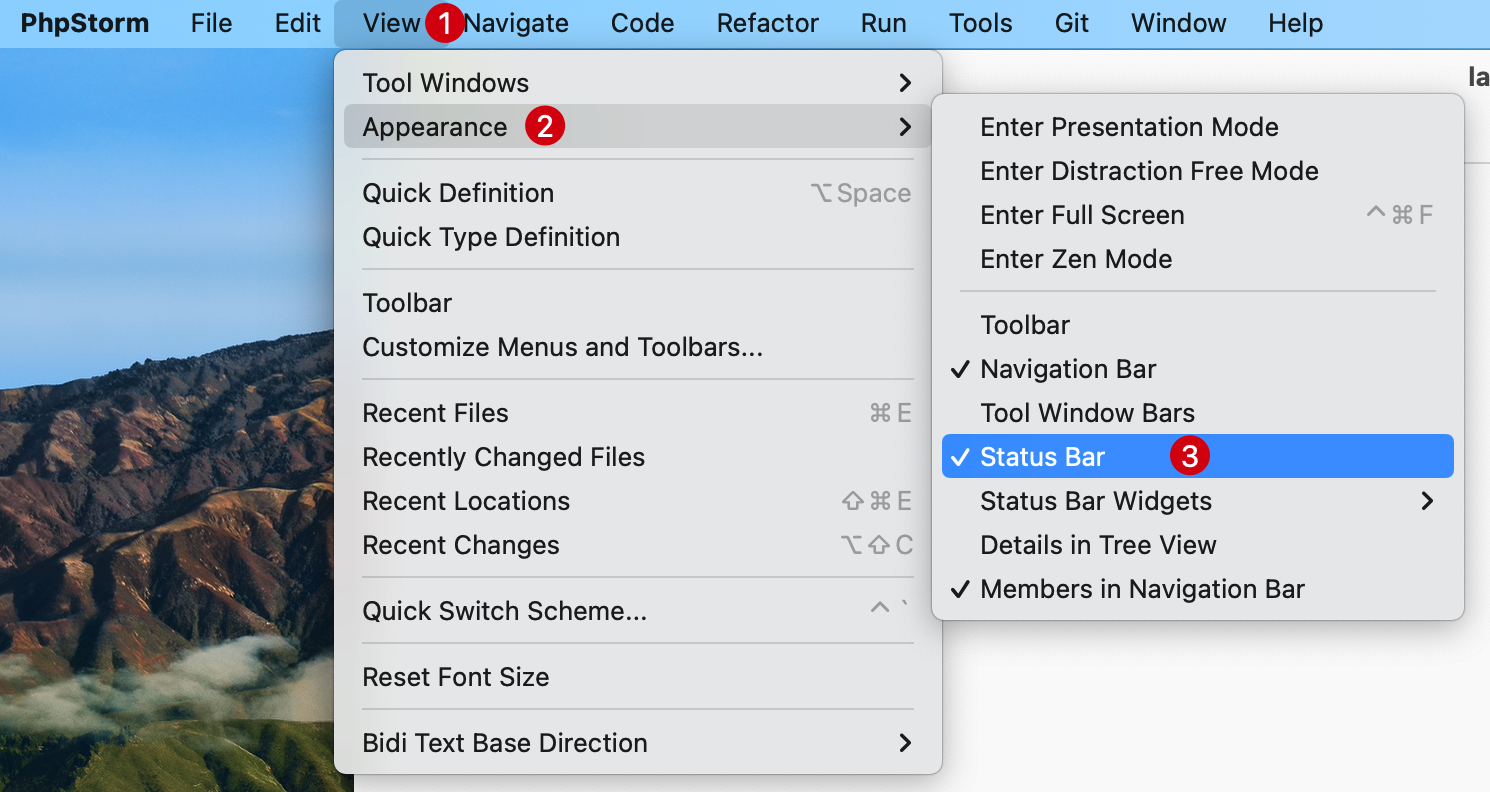 PhpStorm File Edit View 1 Navigate Code Refactor Run Tools Git Window Help
la
Tool Windows
Appearance 2
Quick Definition ⌥Space
Quick Type Definition
Toolbar
Customize Menus and Toolbars...
Recent Files ⌘E
Recently Changed Files
Recent Locations ⇧⌘E
Recent Changes ⌥⇧C
Quick Switch Scheme... ^`
Reset Font Size
Bidi Text Base Direction
Enter Presentation Mode
Enter Distraction Free Mode
Enter Full Screen ^⌘F
Enter Zen Mode
Toolbar
✓ Navigation Bar
Tool Window Bars
✓ Status Bar 3
Status Bar Widgets
Details in Tree View
✓ Members in Navigation Bar